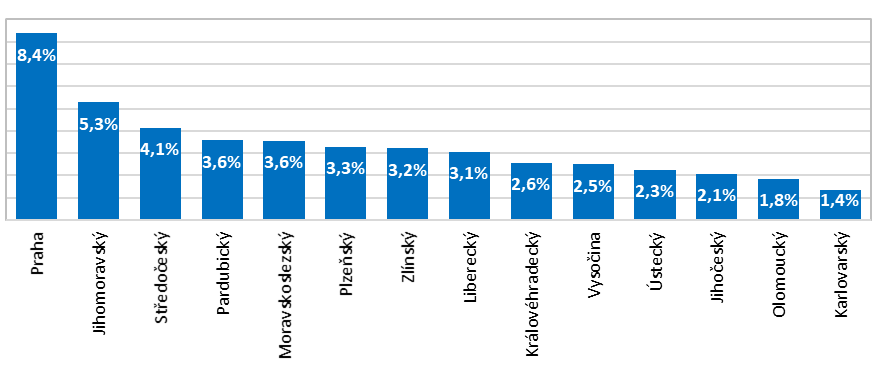 8,4%
5,3%
4,1%
3,6%
3,6%
3,3%
3,2%
3,1%
2,6%
2,5%
2,3%
2,1%
1,8%
1,4%
Praha
Jihomoravský
Středočeský
Pardubický
Moravskoslezský
Plzeňský
Zlínský
Liberecký
Královéhradecký
Vysočina
Ústecký
Jihočeský
Olomoucký
Karlovarský